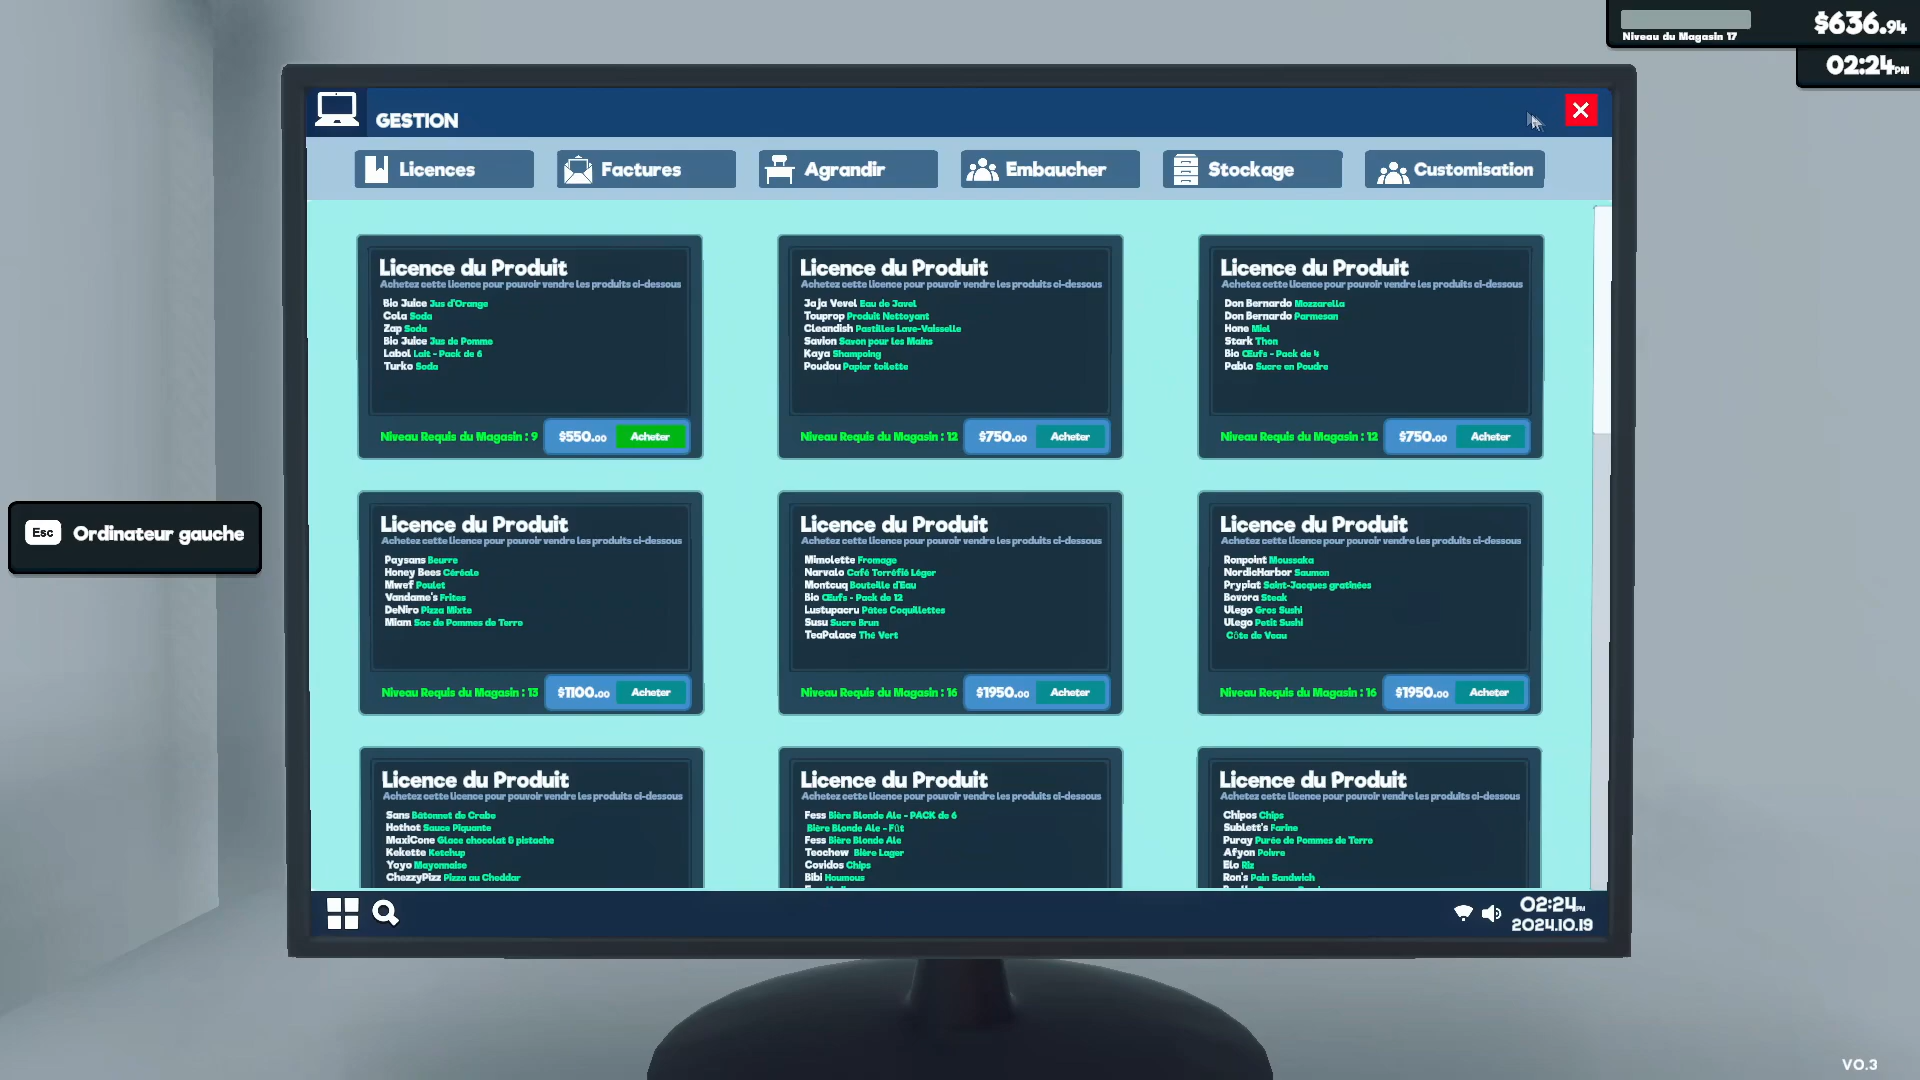 $636.94
Niveau du Magasin 17
02:24PM
GESTION
Licences
Factures
Agrandir
Embaucher
Stockage
Customisation
Licence du Produit
Achetez cette licence pour pouvoir vendre les produits ci-dessous
Bio Juice Jus d'Orange
Cola Soda
Zap Soda
Bio Juice Jus de Pomme
Labol Lait - Pack de 6
Turko Soda
Niveau Requis du Magasin : 9
$550.00
Acheter
Licence du Produit
Achetez cette licence pour pouvoir vendre les produits ci-dessous
Jaja Vevel Eau de Javel
Touprop Produit Nettoyant
Cleandish Pastilles Lave-Vaisselle
Savion Savon pour les Mains
Kaya Shampoing
Poudou Papier toilette
Niveau Requis du Magasin : 12
$750.00
Acheter
Licence du Produit
Achetez cette licence pour pouvoir vendre les produits ci-dessous
Don Bernardo Mozzarella
Don Bernardo Parmesan
Hone Miel
Stark Thon
Bio Œufs - Pack de 4
Pablo Sucre en Poudre
Niveau Requis du Magasin : 12
$750.00
Acheter
Esc Ordinateur gauche
Licence du Produit
Achetez cette licence pour pouvoir vendre les produits ci-dessous
Paysans Beurre
Honey Bees Céréale
Mwef Poulet
Vandame's Frites
DeNiro Pizza Mixte
Miam Sac de Pommes de Terre
Niveau Requis du Magasin : 13
$1100.00
Acheter
Licence du Produit
Achetez cette licence pour pouvoir vendre les produits ci-dessous
Mimolette Fromage
Narvalo Café Torréfié Léger
Montcuq Bouteille d'Eau
Bio Œufs - Pack de 12
Lustupacru Pâtes Coquillettes
Susu Sucre Brun
TeaPalace Thé Vert
Niveau Requis du Magasin : 16
$1950.00
Acheter
Licence du Produit
Achetez cette licence pour pouvoir vendre les produits ci-dessous
Ronpoint Moussaka
NordicHarbor Saumon
Prypiat Saint-Jacques gratinées
Bovora Steak
Ulego Gros Sushi
Ulego Petit Sushi
Côte de Veau
Niveau Requis du Magasin : 16
$1950.00
Acheter
Licence du Produit
Achetez cette licence pour pouvoir vendre les produits ci-dessous
Sans Bâtonnet de Crabe
Hothot Sauce Piquante
MaxiCone Glace chocolat & pistache
Kekette Ketchup
Yoyo Mayonnaise
ChezzyPizz Pizza au Cheddar
Licence du Produit
Achetez cette licence pour pouvoir vendre les produits ci-dessous
Fess Bière Blonde Ale - PACK de 6
Bière Blonde Ale - Fût
Fess Bière Blonde Ale
Teochew Bière Lager
Covidos Chips
Bibi Houmous
Licence du Produit
Achetez cette licence pour pouvoir vendre les produits ci-dessous
Chipos Chips
Sublett's Farine
Puray Purée de Pommes de Terre
Afyon Poivre
Elo Riz
Ron's Pain Sandwich
02:24PM
2024.10.19
V0.3